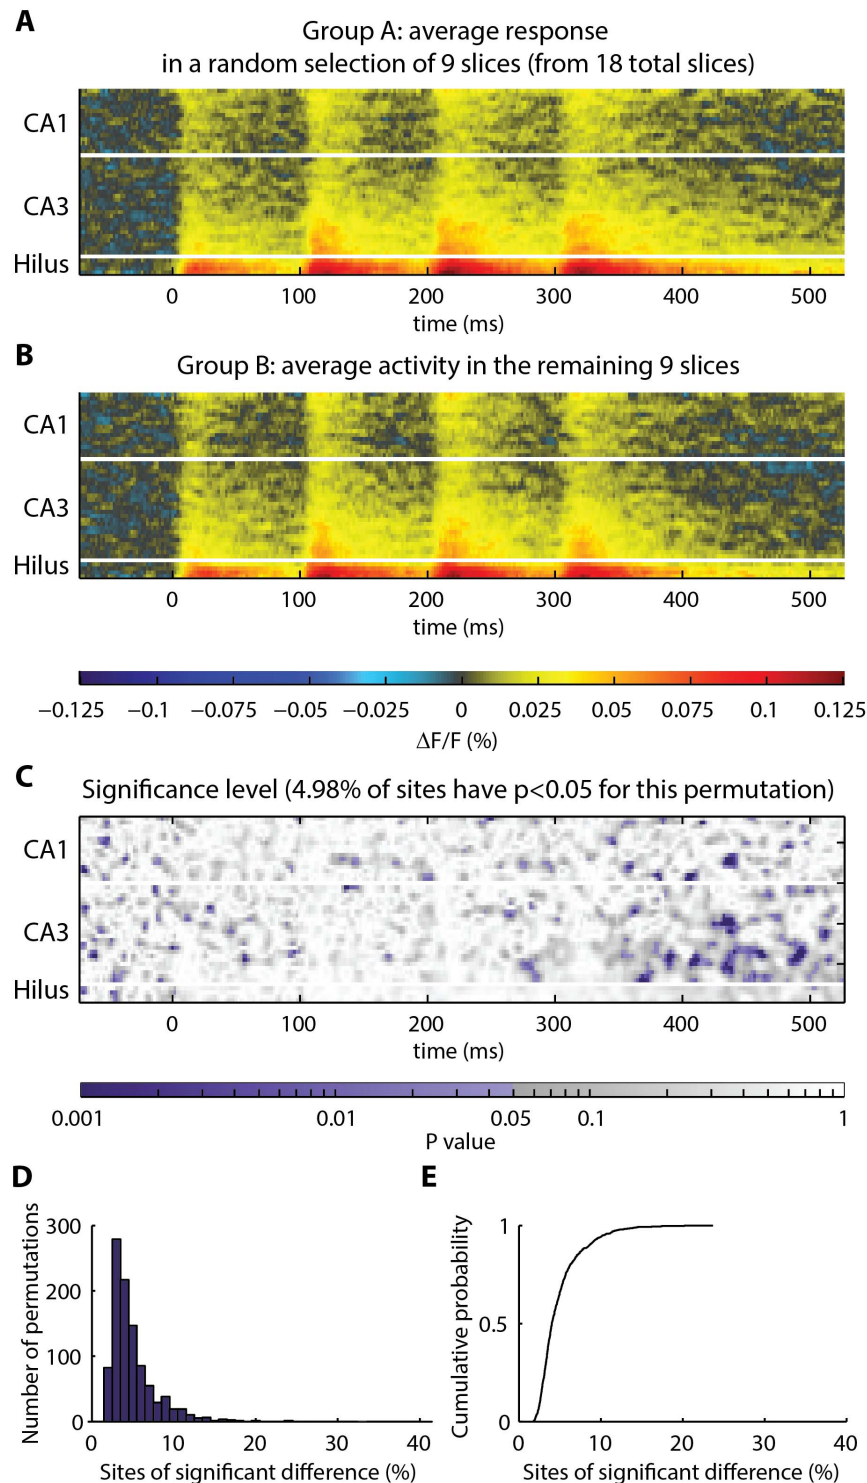 A
Group A: average response
in a random selection of 9 slices (from 18 total slices)
CA1
CA3
Hilus
0 100 200 300 400 500
time (ms)
B
Group B: average activity in the remaining 9 slices
CA1
CA3
Hilus
0 100 200 300 400 500
time (ms)
−0.125 −0.1 −0.075 −0.05 −0.025 0 0.025 0.05 0.075 0.1 0.125
ΔF/F (%)
C
Significance level (4.98% of sites have p<0.05 for this permutation)
CA1
CA3
Hilus
0 100 200 300 400 500
time (ms)
0.001 0.01 0.05 0.1 1
P value
D
Number of permutations
300
200
100
0
0 10 20 30 40
Sites of significant difference (%)
E
Cumulative probability
1
0.5
0
0 10 20 30 40
Sites of significant difference (%)